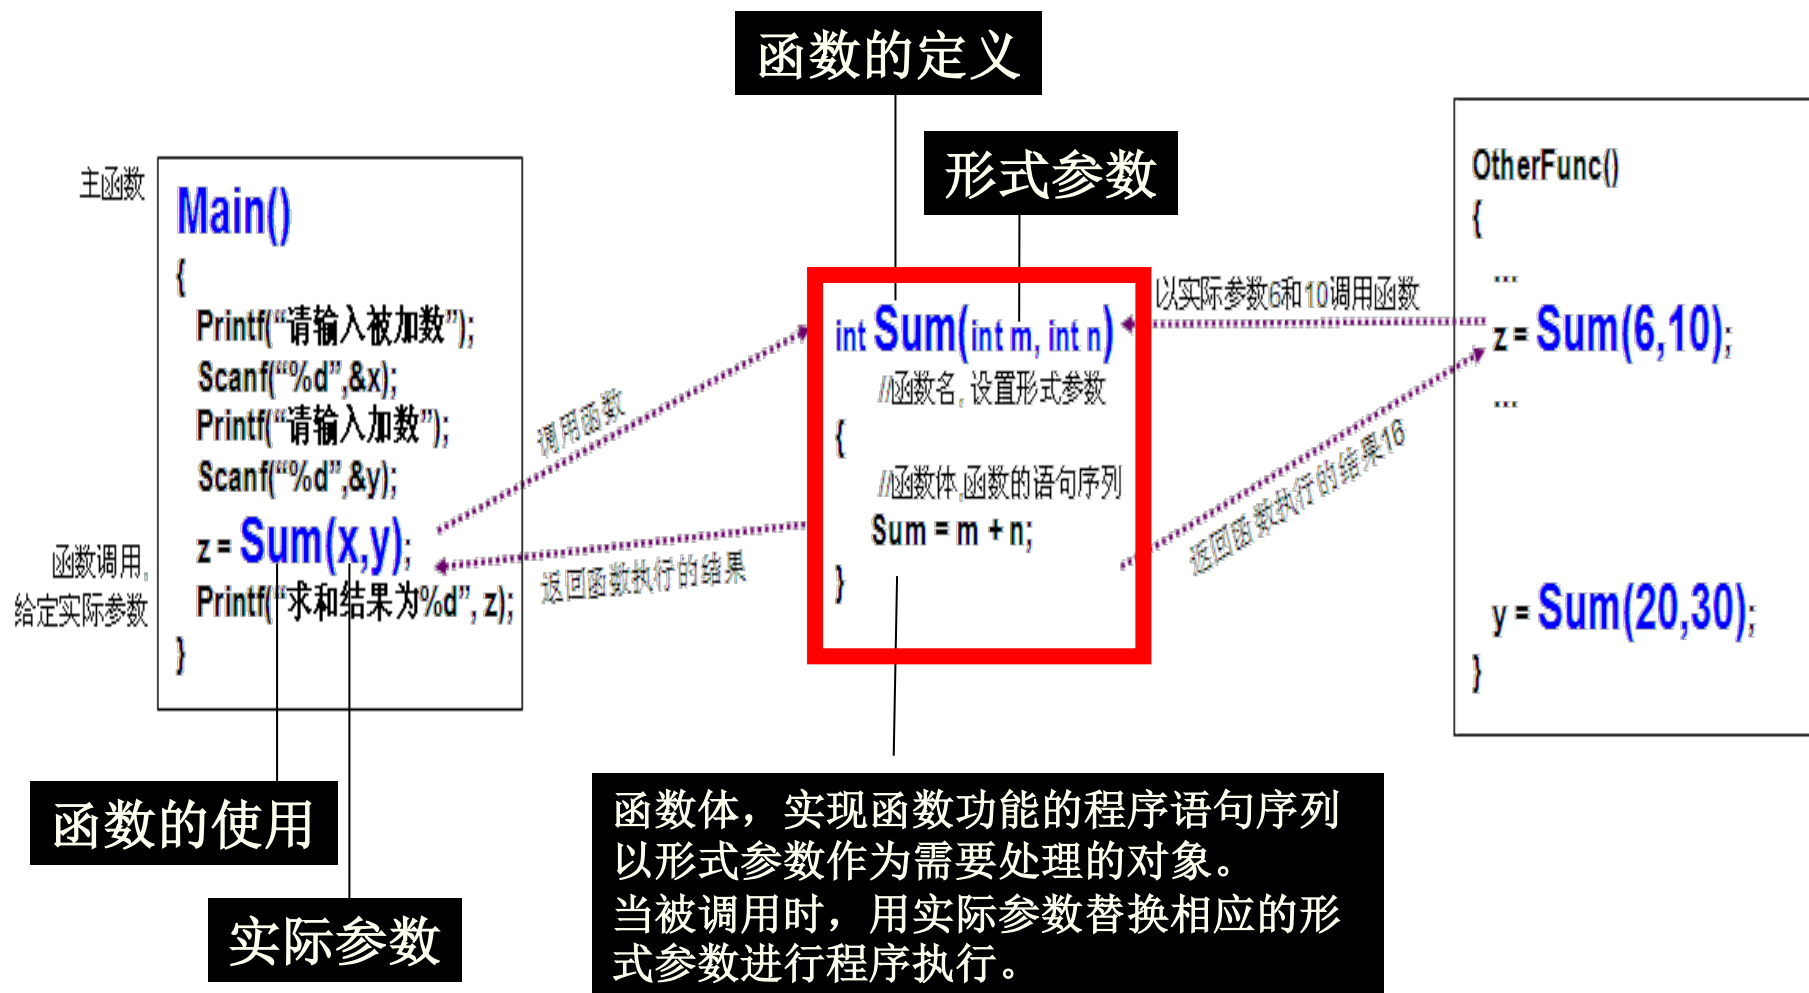 函数的定义
形式参数
主函数
Main()
{
Printf(“请输入被加数”);
Scanf(“%d”,&x);
Printf(“请输入加数”);
Scanf(“%d”,&y);
z = Sum(x,y);
Printf(“求和结果为%d”, z);
}
函数调用,
给定实际参数
调用函数
返回函数执行的结果
int Sum(int m, int n)
//函数名, 设置形式参数
{
//函数体,函数的语句序列
Sum = m + n;
}
以实际参数6和10调用函数
返回函数执行的结果16
OtherFunc()
{
...
z = Sum(6,10);
...
y = Sum(20,30);
}
函数的使用
实际参数
函数体，实现函数功能的程序语句序列
以形式参数作为需要处理的对象。
当被调用时，用实际参数替换相应的形
式参数进行程序执行。